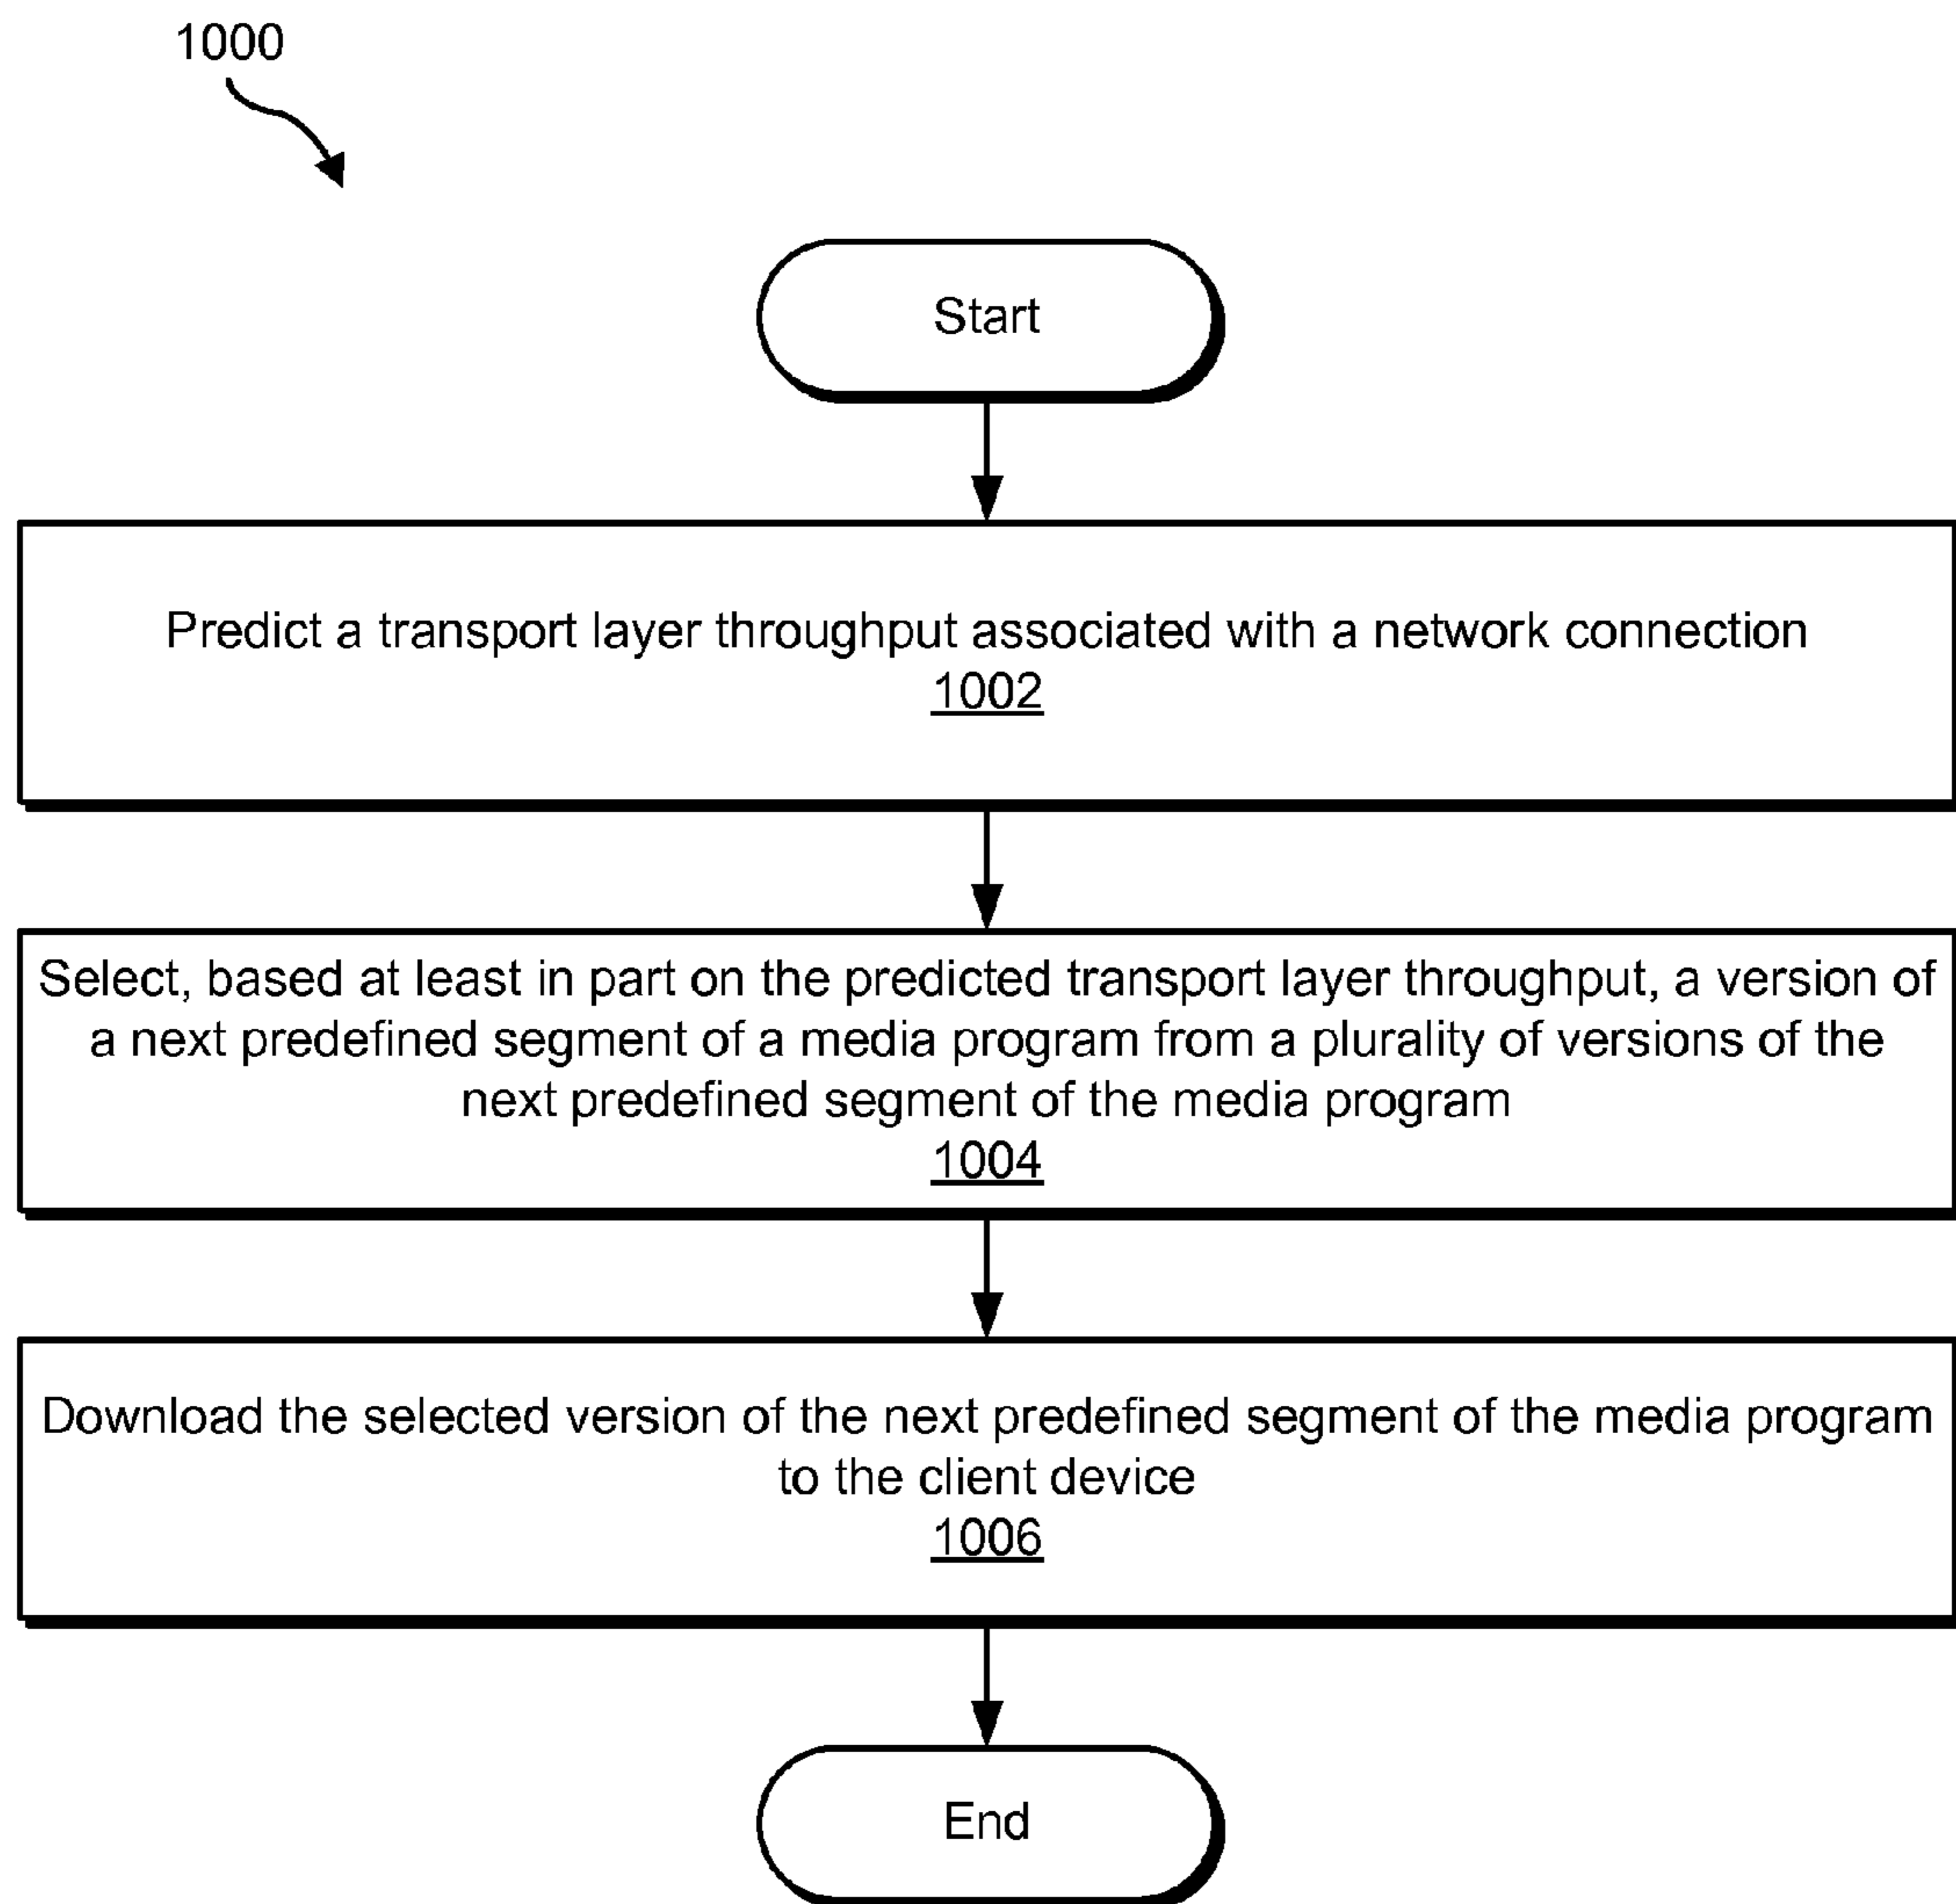 1000
Start
Predict a transport layer throughput associated with a network connection
1002
Select, based at least in part on the predicted transport layer throughput, a version of
a next predefined segment of a media program from a plurality of versions of the
next predefined segment of the media program
1004
Download the selected version of the next predefined segment of the media program
to the client device
1006
End